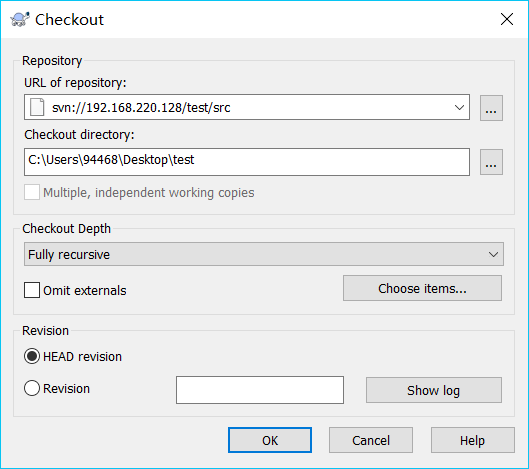 Checkout
Repository
URL of repository:
svn://192.168.220.128/test/src
...
Checkout directory:
C:\Users\94468\Desktop\test
...
Multiple, independent working copies
Checkout Depth
Fully recursive
Omit externals
Choose items...
Revision
HEAD revision
Revision
Show log
OK
Cancel
Help